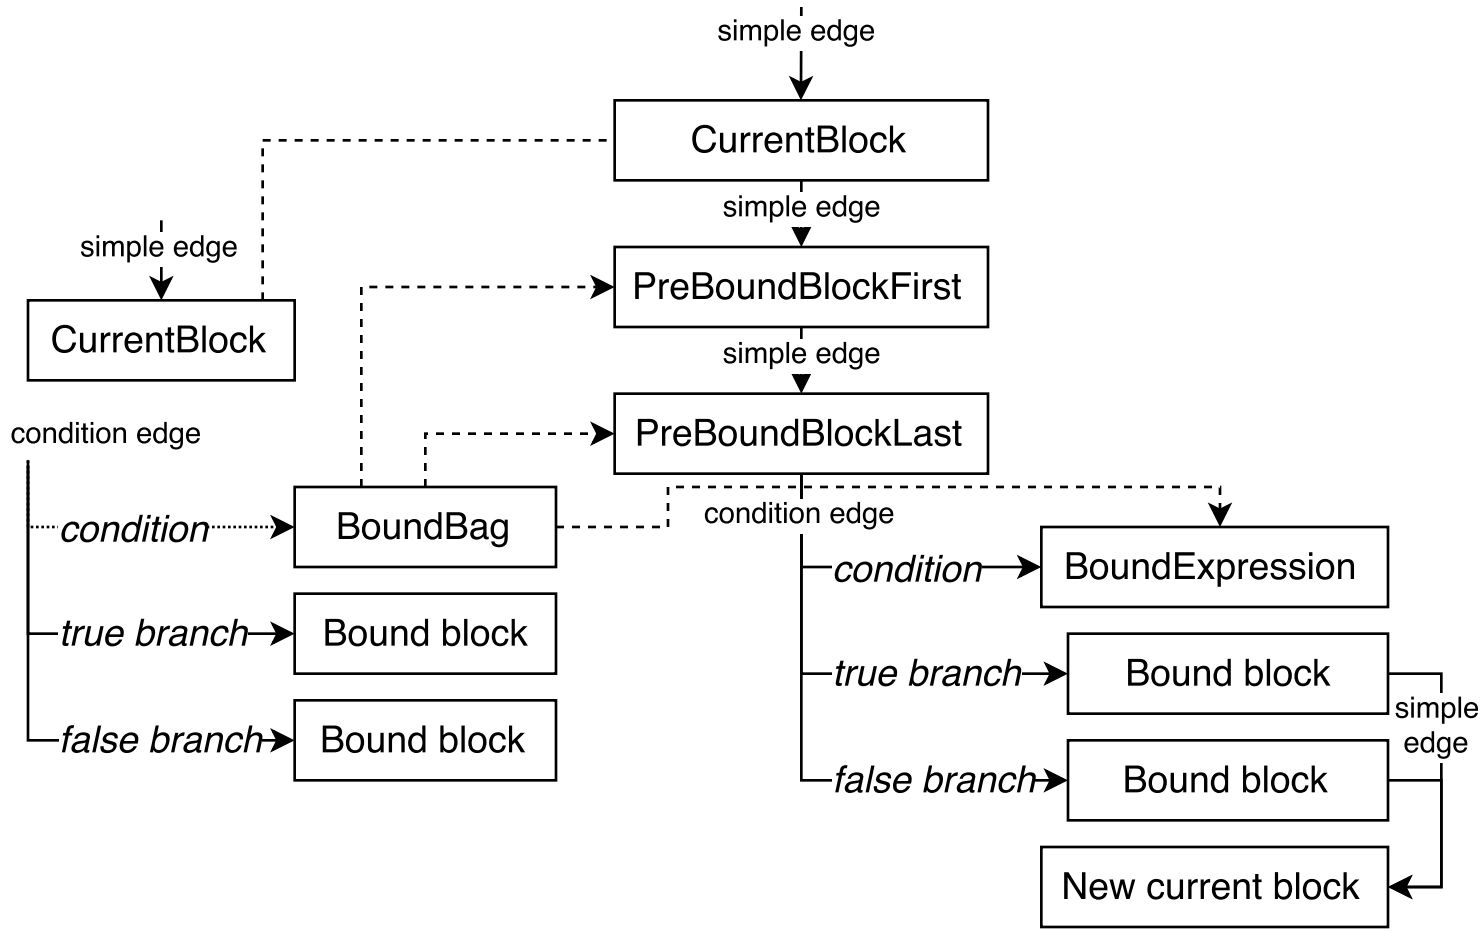 simple edge
CurrentBlock
simple edge
simple edge
PreBoundBlockFirst
CurrentBlock
simple edge
PreBoundBlockLast
condition edge
condition edge
condition
BoundBag
condition
BoundExpression
true branch
Bound block
true branch
Bound block
simple
edge
false branch
Bound block
false branch
Bound block
New current block